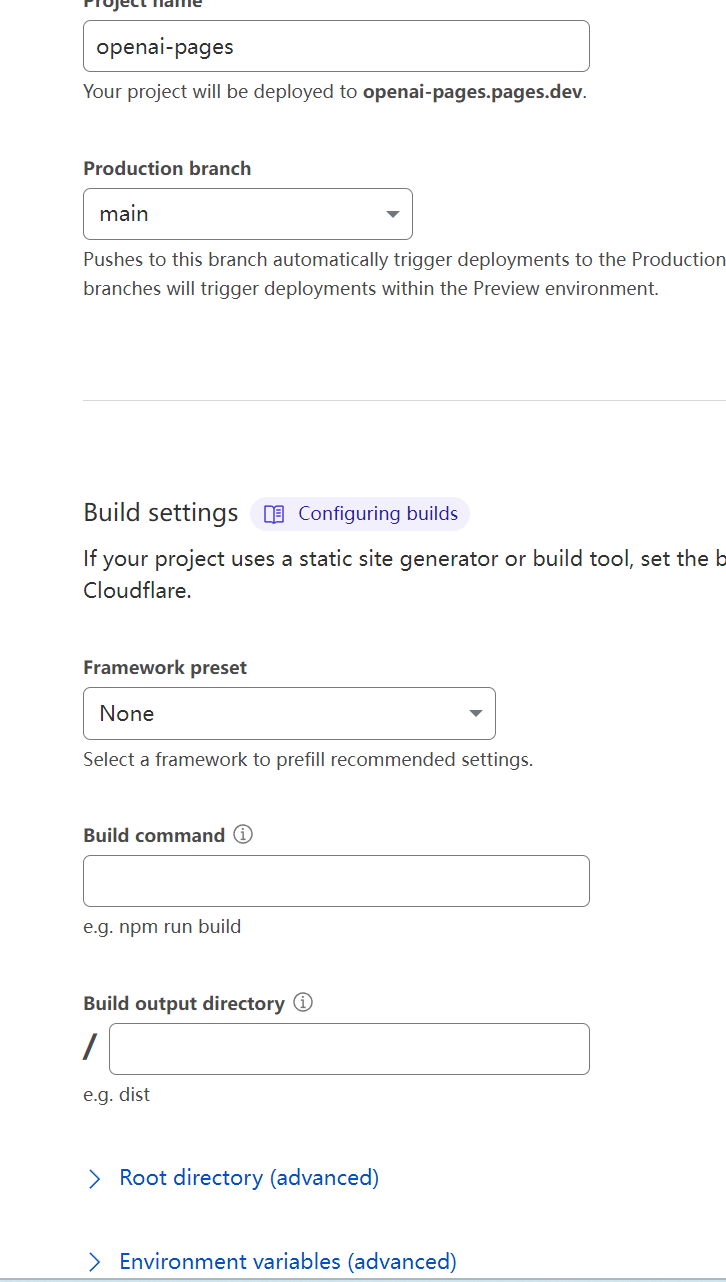 Project name
openai-pages
Your project will be deployed to openai-pages.pages.dev.
Production branch
main
Pushes to this branch automatically trigger deployments to the Production
branches will trigger deployments within the Preview environment.
Build settings
Configuring builds
If your project uses a static site generator or build tool, set the b
Cloudflare.
Framework preset
None
Select a framework to prefill recommended settings.
Build command
e.g. npm run build
Build output directory
/
e.g. dist
Root directory (advanced)
Environment variables (advanced)